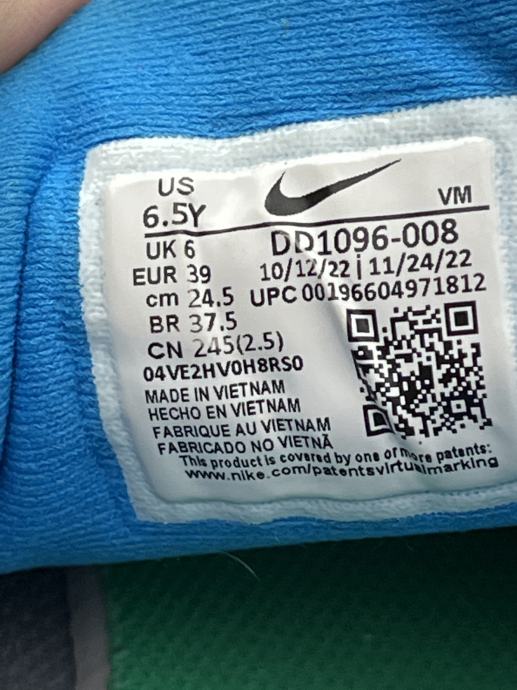 US
6.5Y
VM
UK 6
DD1096-008
EUR 39
10/12/22 | 11/24/22
cm 24.5
UPC 00196604971812
BR 37.5
CN 245(2.5)
04VE2HV0H8RS0
MADE IN VIETNAM
HECHO EN VIETNAM
FABRIQUE AU VIETNAM
FABRICADO NO VIETNÃ
This product is covered by one of more patents:
www.nike.com/patentsvirtualmarking